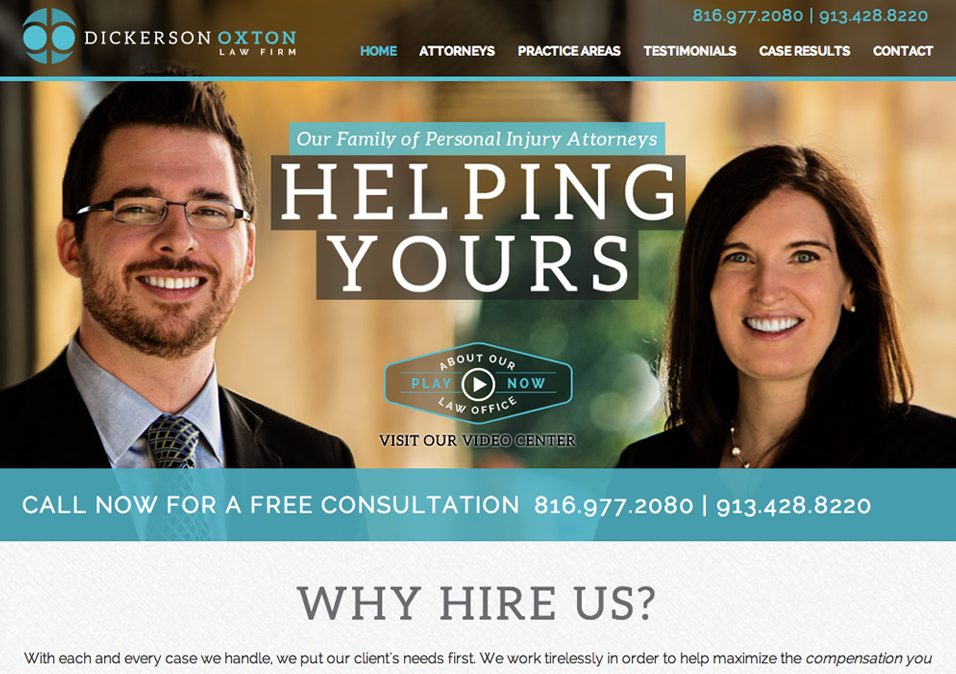 DICKERSON OXTON
LAW FIRM
816.977.2080 | 913.428.8220
HOME ATTORNEYS PRACTICE AREAS TESTIMONIALS CASE RESULTS CONTACT
Our Family of Personal Injury Attorneys
HELPING
YOURS
ABOUT OUR
PLAY NOW
LAW OFFICE
VISIT OUR VIDEO CENTER
CALL NOW FOR A FREE CONSULTATION 816.977.2080 | 913.428.8220
WHY HIRE US?
With each and every case we handle, we put our client's needs first. We work tirelessly in order to help maximize the compensation you